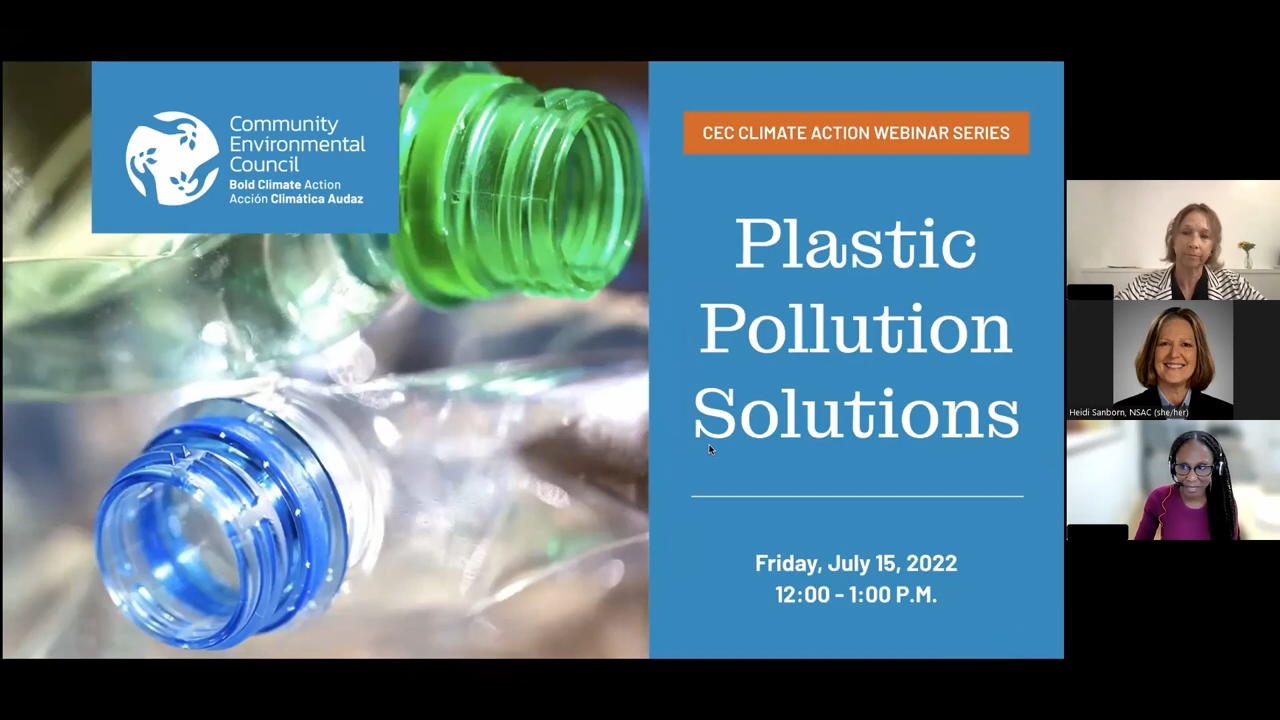 Community
Environmental
Council
Bold Climate Action
Acción Climática Audaz
CEC CLIMATE ACTION WEBINAR SERIES
Plastic
Pollution
Solutions
Friday, July 15, 2022
12:00 - 1:00 P.M.
Heidi Sanborn, NSAC (she/her)